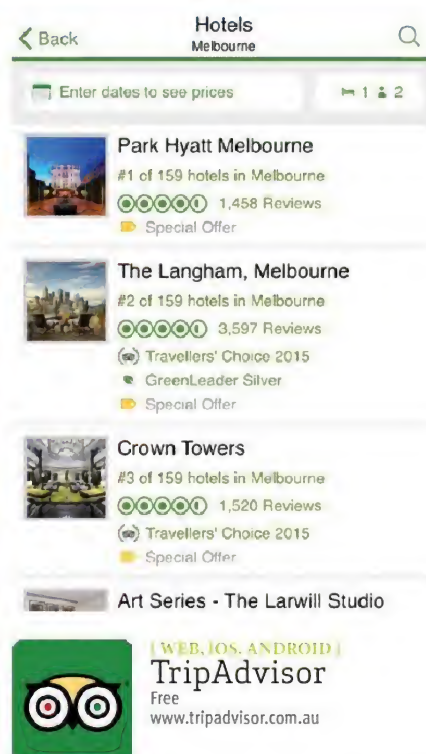 Back
Hotels
Melbourne
Enter dates to see prices
1 2
Park Hyatt Melbourne
#1 of 159 hotels in Melbourne
1,458 Reviews
Special Offer
The Langham, Melbourne
#2 of 159 hotels in Melbourne
3,597 Reviews
Travellers' Choice 2015
GreenLeader Silver
Special Offer
Crown Towers
#3 of 159 hotels in Melbourne
1,520 Reviews
Travellers' Choice 2015
Special Offer
Art Series - The Larwill Studio
[WEB, IOS, ANDROID]
TripAdvisor
Free
www.tripadvisor.com.au